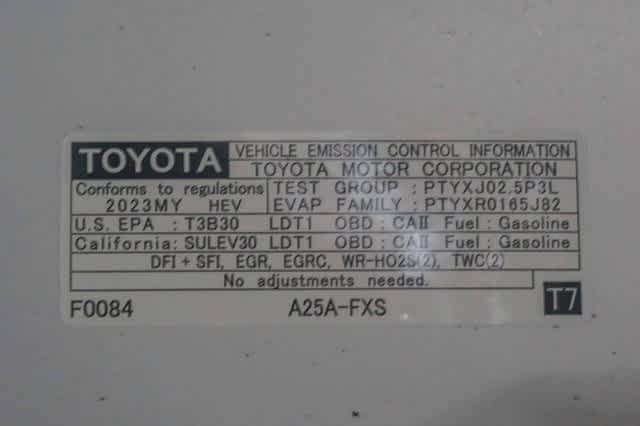 TOYOTA VEHICLE EMISSION CONTROL INFORMATION
TOYOTA MOTOR CORPORATION
Conforms to regulations TEST GROUP : PTYXJ02.5P3L
2023MY HEV EVAP FAMILY : PTYXR0165J82
U.S. EPA : T3B30 LDT1 OBD : CAII Fuel : Gasoline
California: SULEV30 LDT1 OBD : CAII Fuel : Gasoline
DFI + SFI, EGR, EGRC, WR-HO2S(2), TWC(2)
No adjustments needed.
F0084 A25A-FXS T7